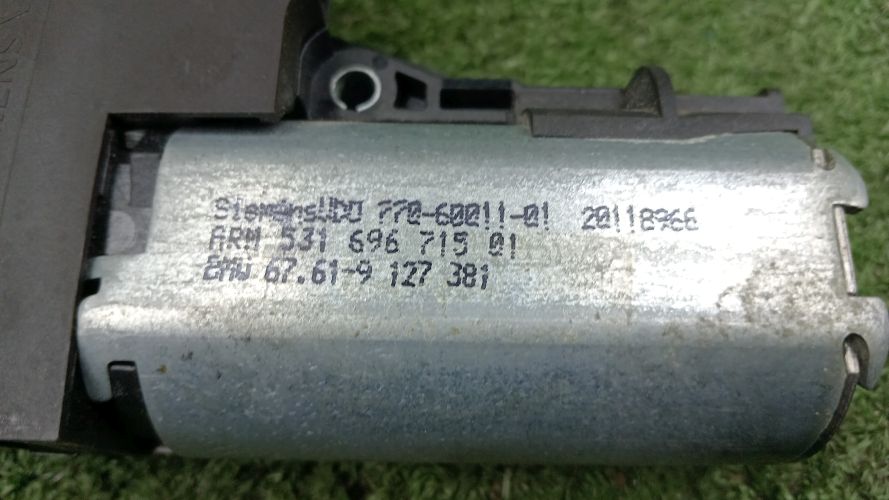 SiemensVDO 770-60011-01 20118966
ARM 531 696 715 01
BMW 67.61-9 127 381